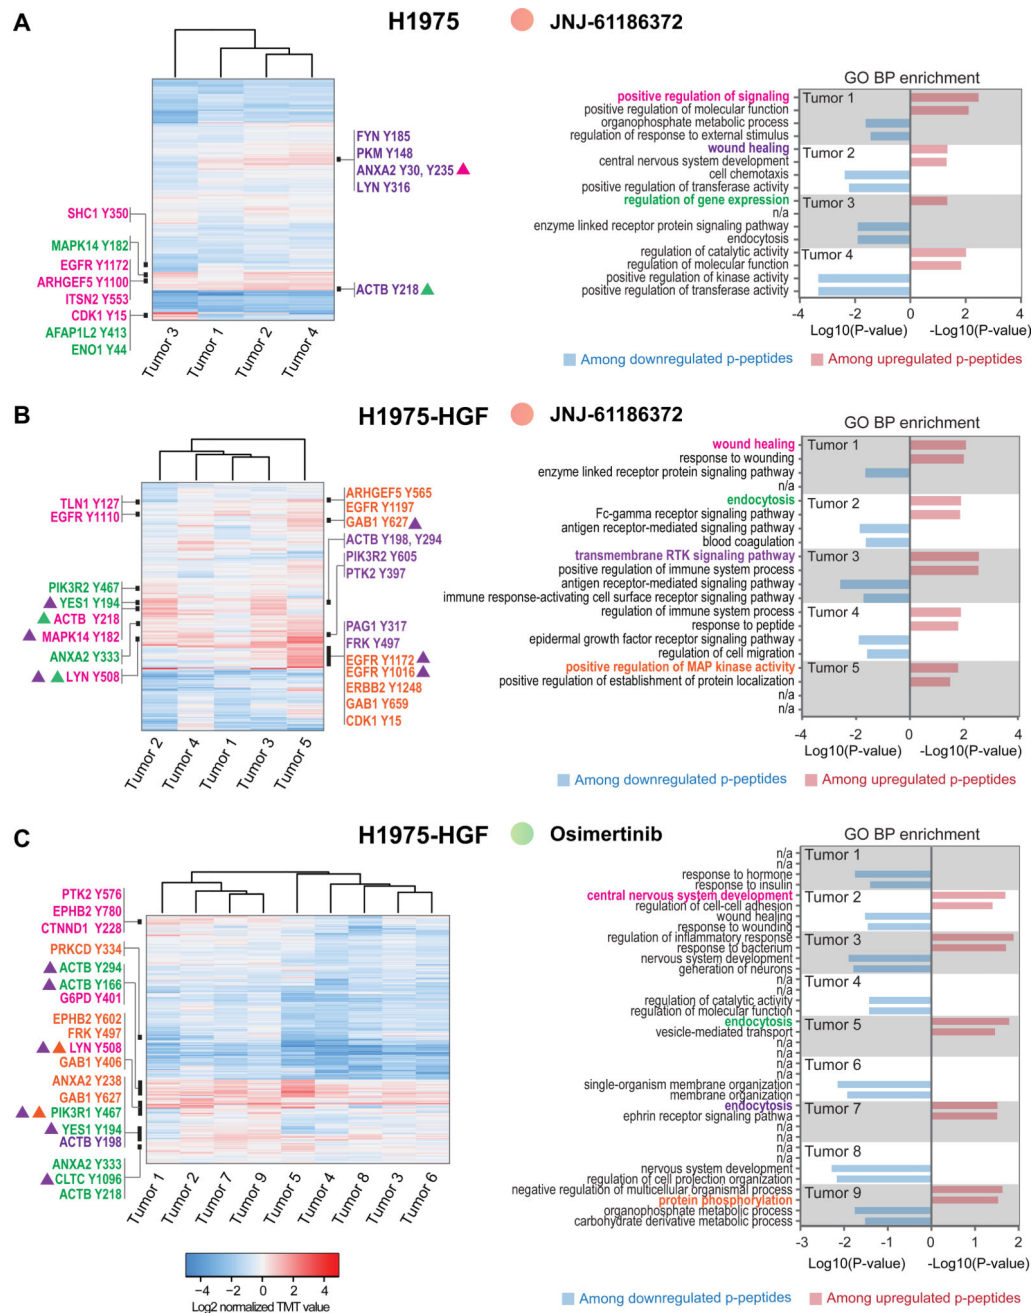 A
H1975
JNJ-61186372
GO BP enrichment
FYN Y185
PKM Y148
ANXA2 Y30, Y235
LYN Y316
ACTB Y218
SHC1 Y350
MAPK14 Y182
EGFR Y1172
ARHGEF5 Y1100
ITSN2 Y553
CDK1 Y15
AFAP1L2 Y413
ENO1 Y44
Tumor 3
Tumor 1
Tumor 2
Tumor 4
Tumor 1
positive regulation of signaling
positive regulation of molecular function
organophosphate metabolic process
regulation of response to external stimulus
Tumor 2
wound healing
central nervous system development
cell chemotaxis
positive regulation of transferase activity
Tumor 3
regulation of gene expression
n/a
enzyme linked receptor protein signaling pathway
endocytosis
Tumor 4
regulation of catalytic activity
regulation of molecular function
positive regulation of kinase activity
positive regulation of transferase activity
-4 -2 0 2 4
Log10(P-value) -Log10(P-value)
Among downregulated p-peptides
Among upregulated p-peptides
B
H1975-HGF
JNJ-61186372
GO BP enrichment
TLN1 Y127
EGFR Y1110
PIK3R2 Y467
YES1 Y194
ACTB Y218
MAPK14 Y182
ANXA2 Y333
LYN Y508
ARHGEF5 Y565
EGFR Y1197
GAB1 Y627
ACTB Y198, Y294
PIK3R2 Y605
PTK2 Y397
PAG1 Y317
FRK Y497
EGFR Y1172
EGFR Y1016
ERBB2 Y1248
GAB1 Y659
CDK1 Y15
Tumor 2
Tumor 4
Tumor 1
Tumor 3
Tumor 5
Tumor 1
wound healing
response to wounding
enzyme linked receptor protein signaling pathway
n/a
Tumor 2
endocytosis
Fc-gamma receptor signaling pathway
antigen receptor-mediated signaling pathway
blood coagulation
Tumor 3
transmembrane RTK signaling pathway
positive regulation of immune system process
antigen receptor-mediated signaling pathway
immune response-activating cell surface receptor signaling pathway
Tumor 4
regulation of immune system process
response to peptide
epidermal growth factor receptor signaling pathway
regulation of cell migration
Tumor 5
positive regulation of MAP kinase activity
positive regulation of establishment of protein localization
n/a
n/a
-4 -2 0 2 4
Log10(P-value) -Log10(P-value)
Among downregulated p-peptides
Among upregulated p-peptides
C
H1975-HGF
Osimertinib
GO BP enrichment
PTK2 Y576
EPHB2 Y780
CTNND1 Y228
PRKCD Y334
ACTB Y294
ACTB Y166
G6PD Y401
EPHB2 Y602
FRK Y497
LYN Y508
GAB1 Y406
ANXA2 Y238
GAB1 Y627
PIK3R1 Y467
YES1 Y194
ACTB Y198
ANXA2 Y333
CLTC Y1096
ACTB Y218
Tumor 1
Tumor 2
Tumor 7
Tumor 9
Tumor 5
Tumor 4
Tumor 8
Tumor 3
Tumor 6
-4 -2 0 2 4
Log2 normalized TMT value
Tumor 1
n/a
n/a
response to hormone
response to insulin
Tumor 2
central nervous system development
regulation of cell-cell adhesion
wound healing
response to wounding
Tumor 3
regulation of inflammatory response
response to bacterium
nervous system development
generation of neurons
Tumor 4
n/a
n/a
regulation of catalytic activity
regulation of molecular function
Tumor 5
endocytosis
vesicle-mediated transport
n/a
n/a
Tumor 6
n/a
n/a
single-organism membrane organization
membrane organization
Tumor 7
endocytosis
ephrin receptor signaling pathwa
n/a
n/a
Tumor 8
n/a
n/a
nervous system development
regulation of cell projection organization
Tumor 9
negative regulation of multicellular organismal process
protein phosphorylation
organophosphate metabolic process
carbohydrate derivative metabolic process
-3 -2 -1 0 1 2
Log10(P-value) -Log10(P-value)
Among downregulated p-peptides
Among upregulated p-peptides